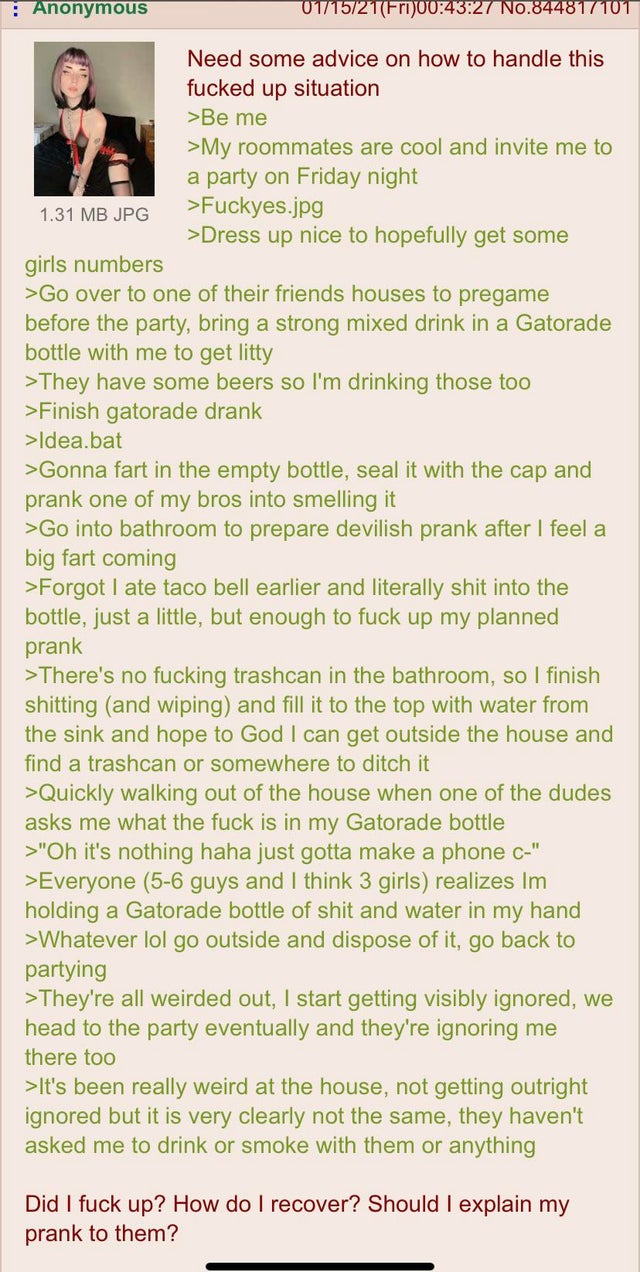 Anonymous 01/15/21(Fri)00:43:27 No.844817101
Need some advice on how to handle this
fucked up situation
>Be me
>My roommates are cool and invite me to
a party on Friday night
>Fuckyes.jpg
1.31 MB JPG
>Dress up nice to hopefully get some
girls numbers
>Go over to one of their friends houses to pregame
before the party, bring a strong mixed drink in a Gatorade
bottle with me to get litty
>They have some beers so I'm drinking those too
>Finish gatorade drank
>Idea.bat
>Gonna fart in the empty bottle, seal it with the cap and
prank one of my bros into smelling it
>Go into bathroom to prepare devilish prank after I feel a
big fart coming
>Forgot I ate taco bell earlier and literally shit into the
bottle, just a little, but enough to fuck up my planned
prank
>There's no fucking trashcan in the bathroom, so I finish
shitting (and wiping) and fill it to the top with water from
the sink and hope to God I can get outside the house and
find a trashcan or somewhere to ditch it
>Quickly walking out of the house when one of the dudes
asks me what the fuck is in my Gatorade bottle
>"Oh it's nothing haha just gotta make a phone c-"
>Everyone (5-6 guys and I think 3 girls) realizes Im
holding a Gatorade bottle of shit and water in my hand
>Whatever lol go outside and dispose of it, go back to
partying
>They're all weirded out, I start getting visibly ignored, we
head to the party eventually and they're ignoring me
there too
>It's been really weird at the house, not getting outright
ignored but it is very clearly not the same, they haven't
asked me to drink or smoke with them or anything
Did I fuck up? How do I recover? Should I explain my
prank to them?